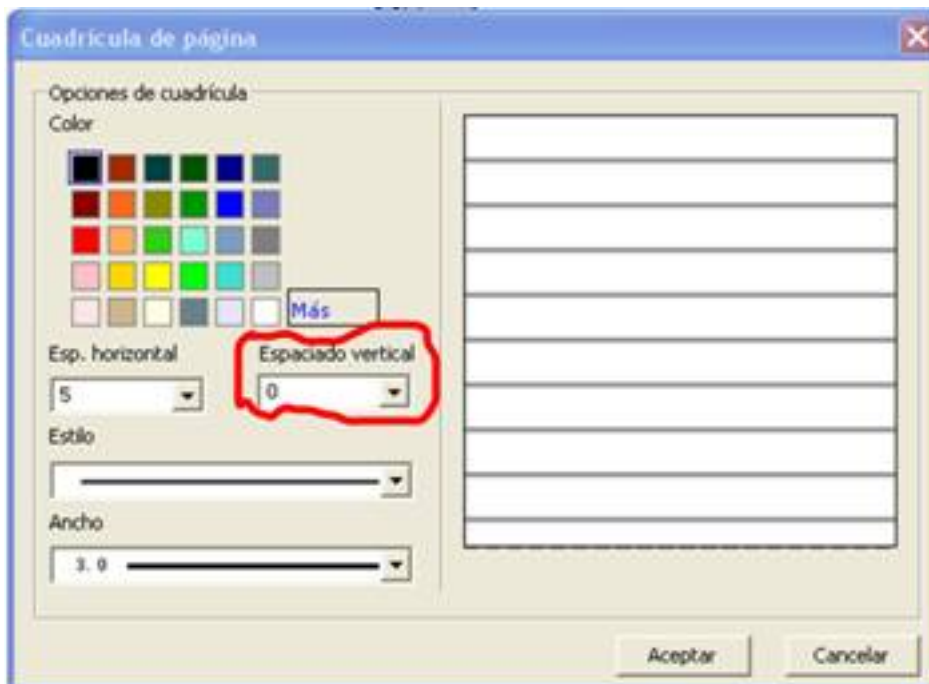 Cuadrícula de página
Opciones de cuadrícula
Color
Más
Esp. horizontal
Espaciado vertical
5
0
Estilo
Ancho
3.0
Aceptar
Cancelar